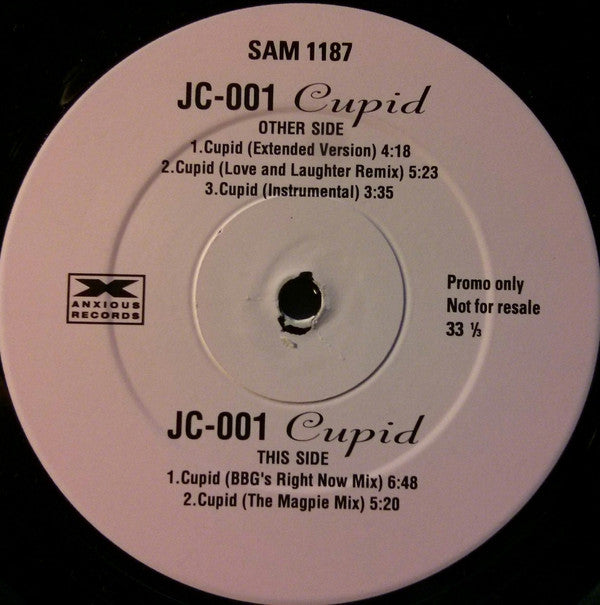 SAM 1187
JC-001 Cupid
OTHER SIDE
1.Cupid (Extended Version) 4:18
2.Cupid (Love and Laughter Remix) 5:23
3.Cupid (Instrumental) 3:35
ANXIOUS
RECORDS
Promo only
Not for resale
33 ⅓
JC-001 Cupid
THIS SIDE
1.Cupid (BBG's Right Now Mix) 6:48
2.Cupid (The Magpie Mix) 5:20